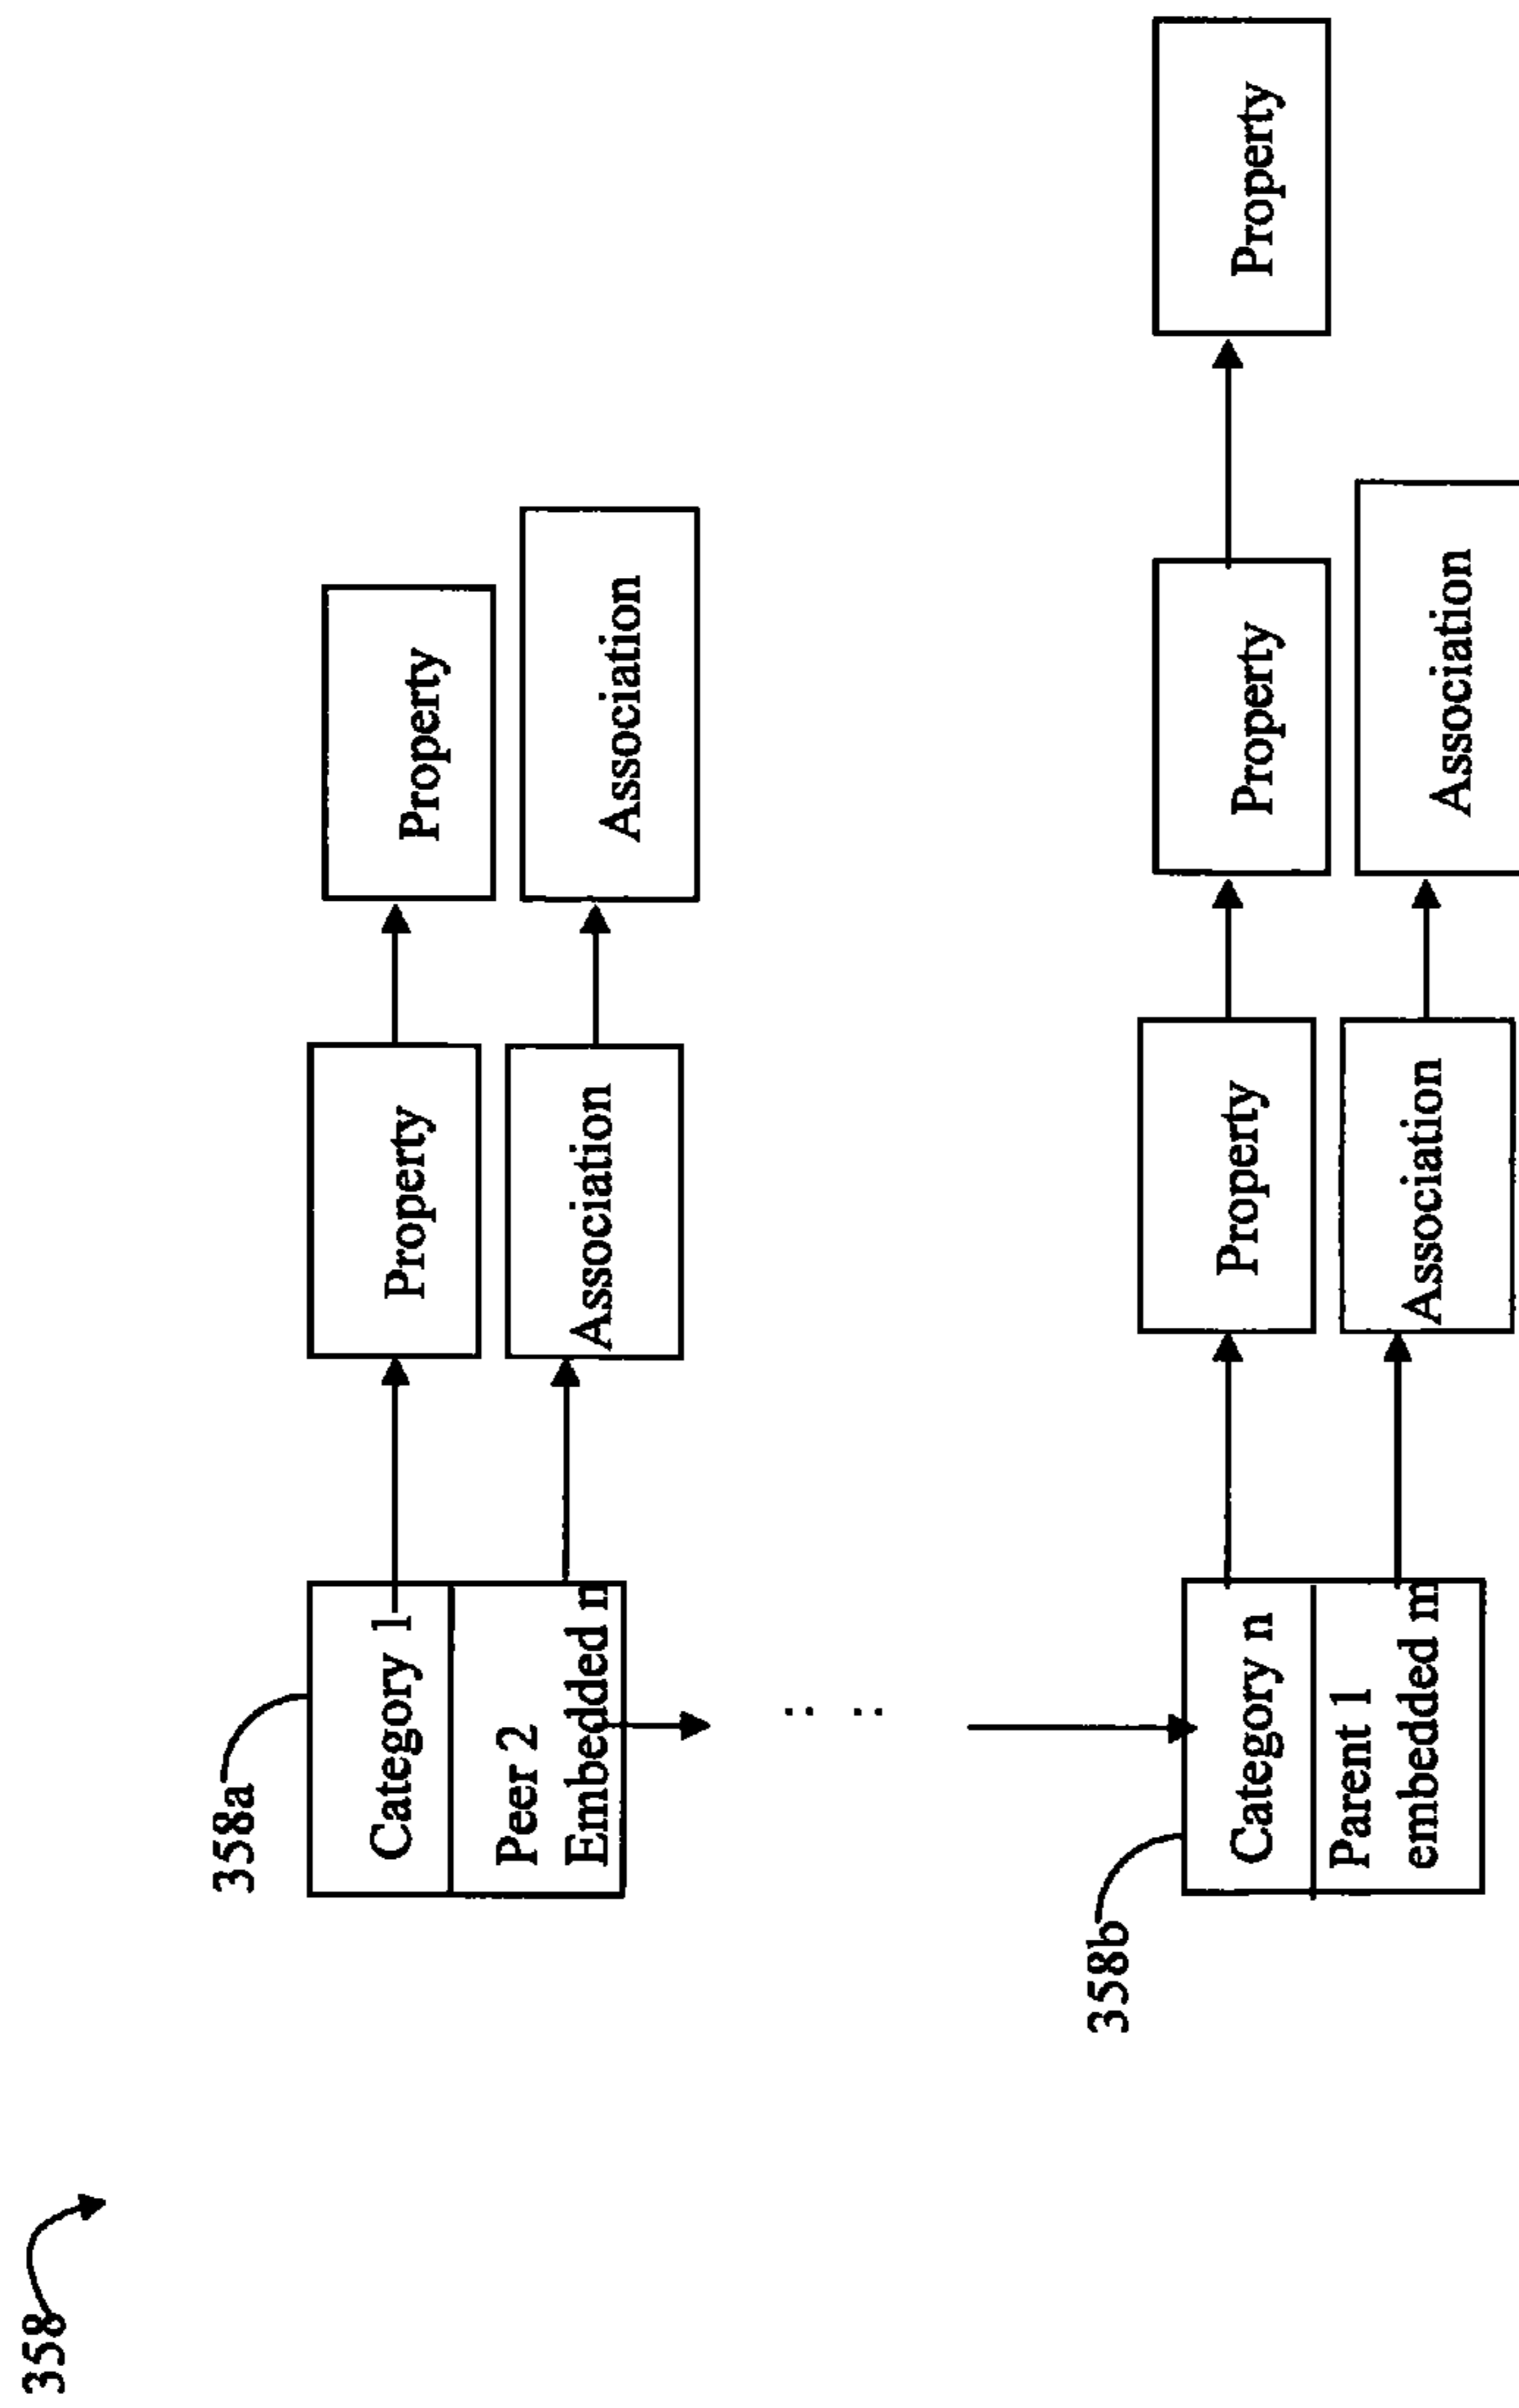 358
358a
Category 1
Property
Property
Peer 2
Embedded n
Association
Association
358b
Category n
Property
Property
Property
Parent 1
embedded m
Association
Association